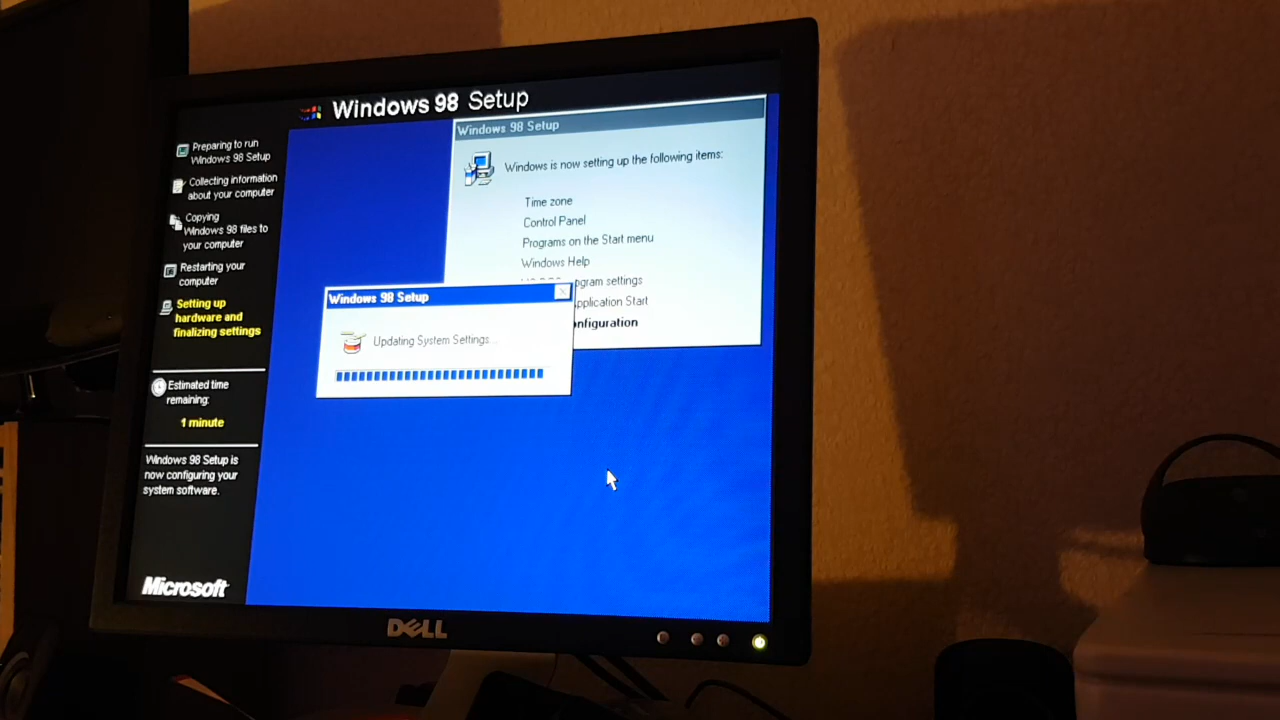 Windows 98 Setup
Preparing to run
Windows 98 Setup
Collecting information
about your computer
Copying
Windows 98 files to
your computer
Restarting your
computer
Setting up
hardware and
finalizing settings
Estimated time
remaining:
1 minute
Windows 98 Setup is
now configuring your
system software.
Microsoft
Windows 98 Setup
Windows is now setting up the following items:
Time zone
Control Panel
Programs on the Start menu
Windows Help
ogram settings
pplication Start
nfiguration
Windows 98 Setup
Updating System Settings...
DELL